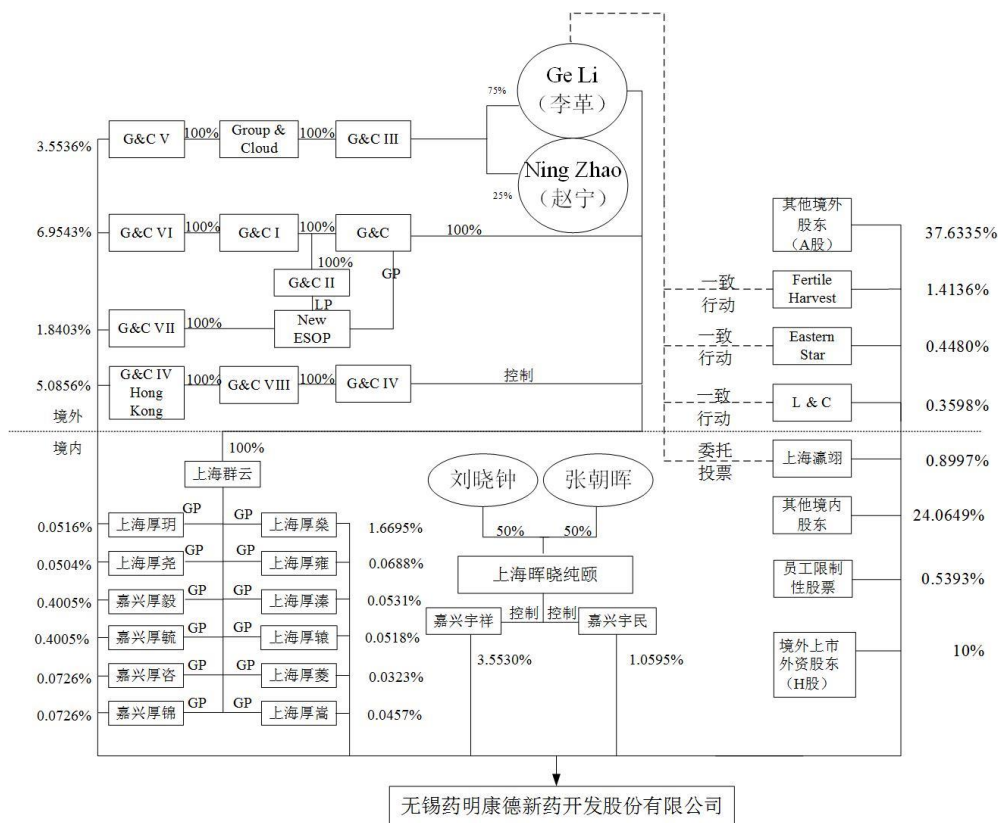 Ge Li
（李革）
75%
Ning Zhao
（赵宁）
25%
3.5536%
G&C V
100%
Group &
Cloud
100%
G&C III
6.9543%
G&C VI
100%
G&C I
100%
G&C
100%
100%
G&C II
GP
LP
1.8403%
G&C VII
100%
New
ESOP
5.0856%
G&C IV
Hong
Kong
100%
G&C VIII
100%
G&C IV
控制
境外
境内
其他境外
股东
（A股）
37.6335%
一致
行动
Fertile
Harvest
1.4136%
一致
行动
Eastern
Star
0.4480%
一致
行动
L & C
0.3598%
委托
投票
上海瀛翊
0.8997%
其他境内
股东
24.0649%
员工限制
性股票
0.5393%
境外上市
外资股东
（H股）
10%
100%
上海群云
0.0516%
上海厚玥
GP
GP
上海厚燊
1.6695%
0.0504%
上海厚尧
GP
GP
上海厚雍
0.0688%
0.4005%
嘉兴厚毅
GP
GP
上海厚溱
0.0531%
0.4005%
嘉兴厚毓
GP
GP
上海厚辕
0.0518%
0.0726%
嘉兴厚咨
GP
GP
上海厚菱
0.0323%
0.0726%
嘉兴厚锦
GP
GP
上海厚嵩
0.0457%
刘晓钟
张朝晖
50%
50%
上海晖晓纯颐
嘉兴宇祥
控制
控制
嘉兴宇民
3.5530%
1.0595%
无锡药明康德新药开发股份有限公司